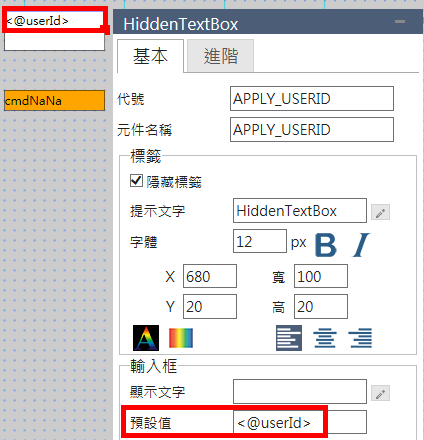 <@userId>
cmdNaNa
HiddenTextBox
基本 進階
代號 APPLY_USERID
元件名稱 APPLY_USERID
標籤
隱藏標籤
提示文字 HiddenTextBox
字體 12 px B I
X 680 寬 100
Y 20 高 20
A
輸入框
顯示文字
預設值 <@userId>